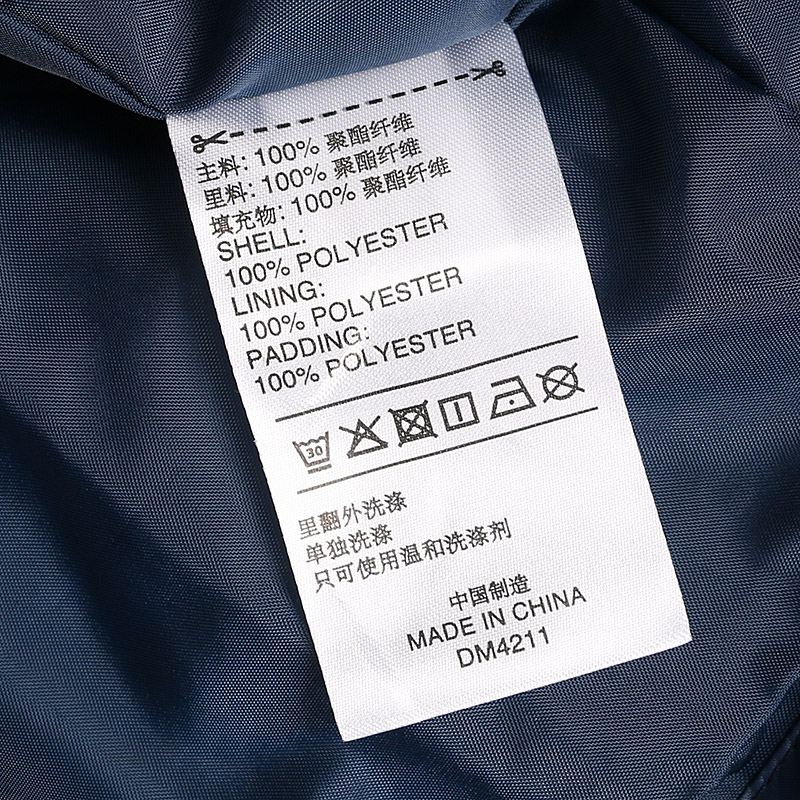 主料: 100% 聚酯纤维
里料: 100% 聚酯纤维
填充物: 100% 聚酯纤维
SHELL:
100% POLYESTER
LINING:
100% POLYESTER
PADDING:
100% POLYESTER
30
里翻外洗涤
单独洗涤
只可使用温和洗涤剂
中国制造
MADE IN CHINA
DM4211